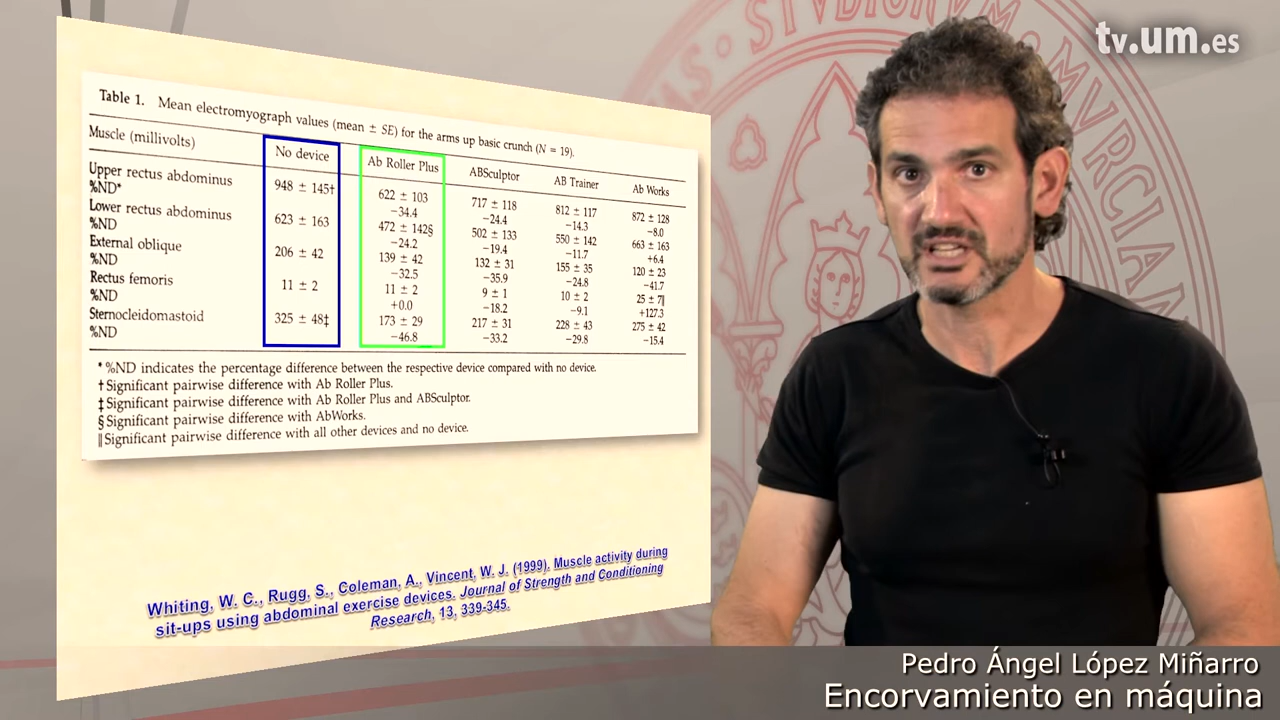 tv.um.es
STVDIORVM
MVRCIAN
Table 1. Mean electromyograph values (mean ± SE) for the arms up basic crunch (N = 19).
Muscle (millivolts) No device Ab Roller Plus ABSculptor AB Trainer Ab Works
Upper rectus abdominus 948 ± 145† 622 ± 103 717 ± 118 812 ± 117 872 ± 128
%ND* −34.4 −24.4 −14.3 −8.0
Lower rectus abdominus 623 ± 163 472 ± 142§ 502 ± 133 550 ± 142 663 ± 163
%ND −24.2 −19.4 −11.7 +6.4
External oblique 206 ± 42 139 ± 42 132 ± 31 155 ± 35 120 ± 23
%ND −32.5 −35.9 −24.8 −41.7
Rectus femoris 11 ± 2 11 ± 2 9 ± 1 10 ± 2 25 ± 7‖
%ND +0.0 −18.2 −9.1 +127.3
Sternocleidomastoid 325 ± 48‡ 173 ± 29 217 ± 31 228 ± 43 275 ± 42
%ND −46.8 −33.2 −29.8 −15.4
* %ND indicates the percentage difference between the respective device compared with no device.
† Significant pairwise difference with Ab Roller Plus.
‡ Significant pairwise difference with Ab Roller Plus and ABSculptor.
§ Significant pairwise difference with AbWorks.
‖ Significant pairwise difference with all other devices and no device.
Whiting, W. C., Rugg, S., Coleman, A., Vincent, W. J. (1999). Muscle activity during
sit-ups using abdominal exercise devices. Journal of Strength and Conditioning
Research, 13, 339-345.
Pedro Ángel López Miñarro
Encorvamiento en máquina